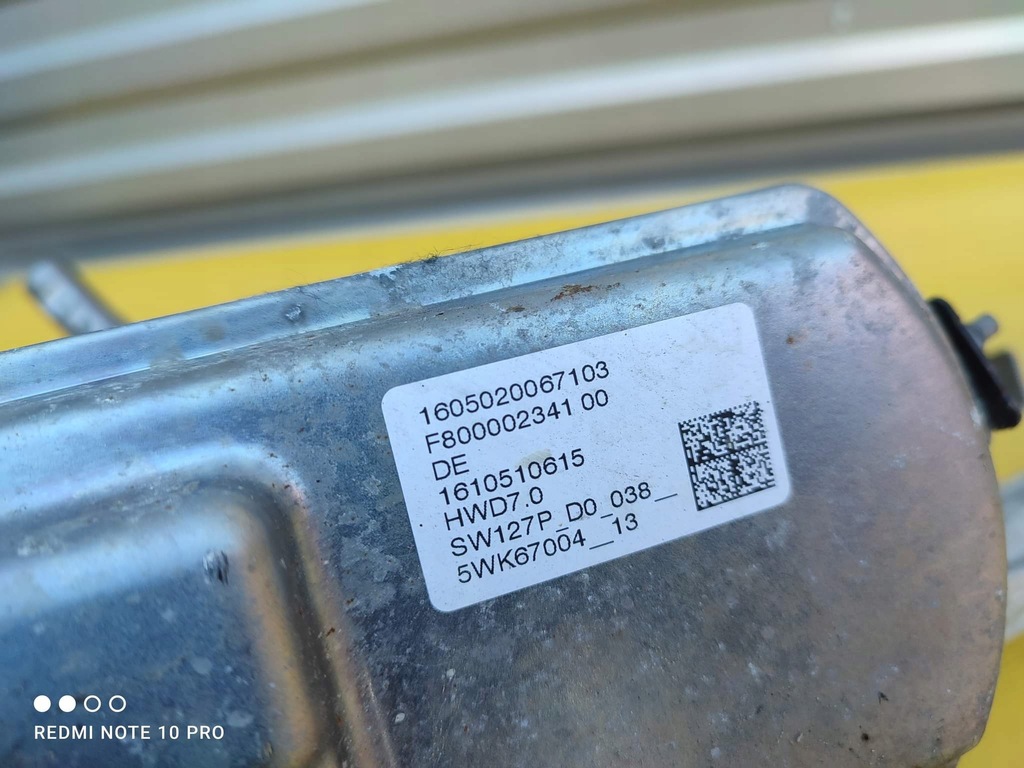 1605020067103
F800002341 00
DE
1610510615
HWD7.0
SW127P_D0_038__
5WK67004__13
REDMI NOTE 10 PRO